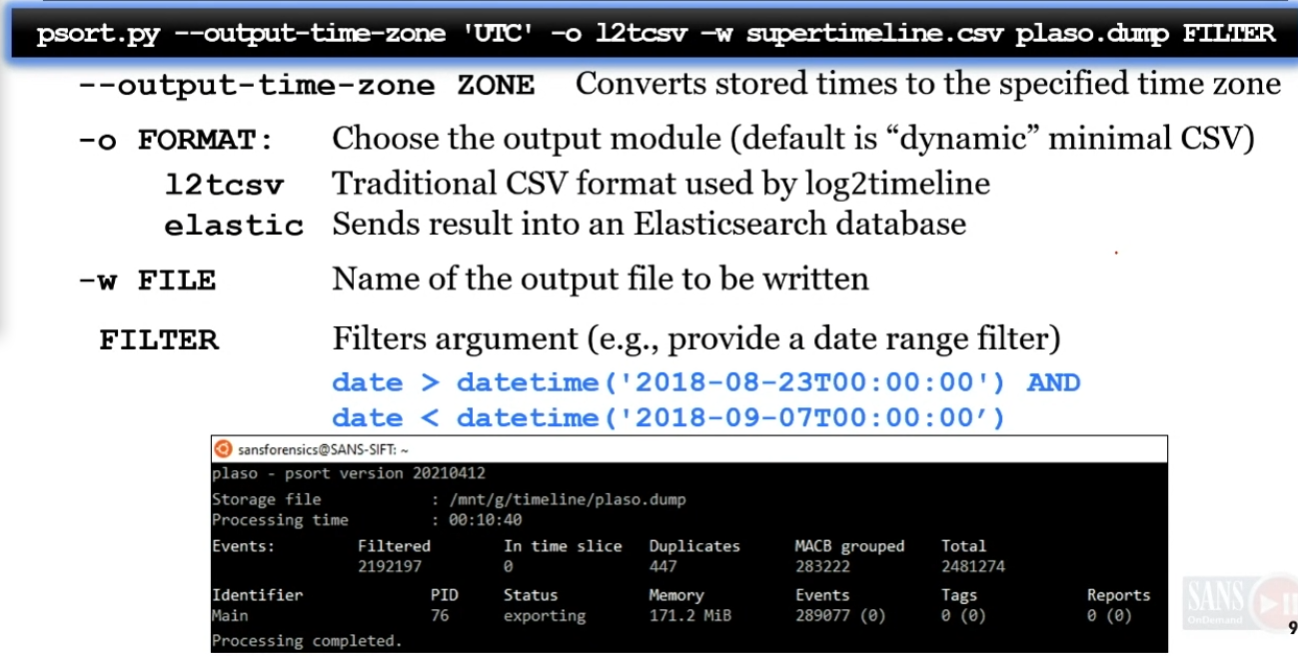 psort.py --output-time-zone 'UTC' -o l2tcsv -w supertimeline.csv plaso.dump FILTER
--output-time-zone ZONE Converts stored times to the specified time zone
-o FORMAT: Choose the output module (default is “dynamic” minimal CSV)
l2tcsv Traditional CSV format used by log2timeline
elastic Sends result into an Elasticsearch database
-w FILE Name of the output file to be written
FILTER Filters argument (e.g., provide a date range filter)
date > datetime('2018-08-23T00:00:00') AND
date < datetime('2018-09-07T00:00:00’)
sansforensics@SANS-SIFT: ~
plaso - psort version 20210412
Storage file : /mnt/g/timeline/plaso.dump
Processing time : 00:10:40
Events: Filtered In time slice Duplicates MACB grouped Total
2192197 0 447 283222 2481274
Identifier PID Status Memory Events Tags Reports
Main 76 exporting 171.2 MiB 289077 (0) 0 (0) 0 (0)
Processing completed.
SANS
OnDemand
9